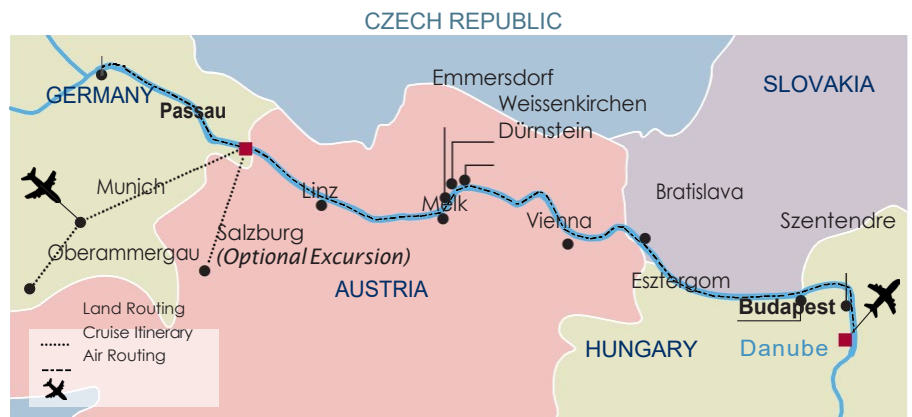 CZECH REPUBLIC
Emmersdorf
SLOVAKIA
GERMANY
Weissenkirchen
Passau
Dürnstein
Munich
Linz
Melk
Bratislava
Vienna
Szentendre
Oberammergau
Salzburg
(Optional Excursion)
Esztergom
AUSTRIA
Land Routing
Budapest
Cruise Itinerary
HUNGARY
Danube
Air Routing